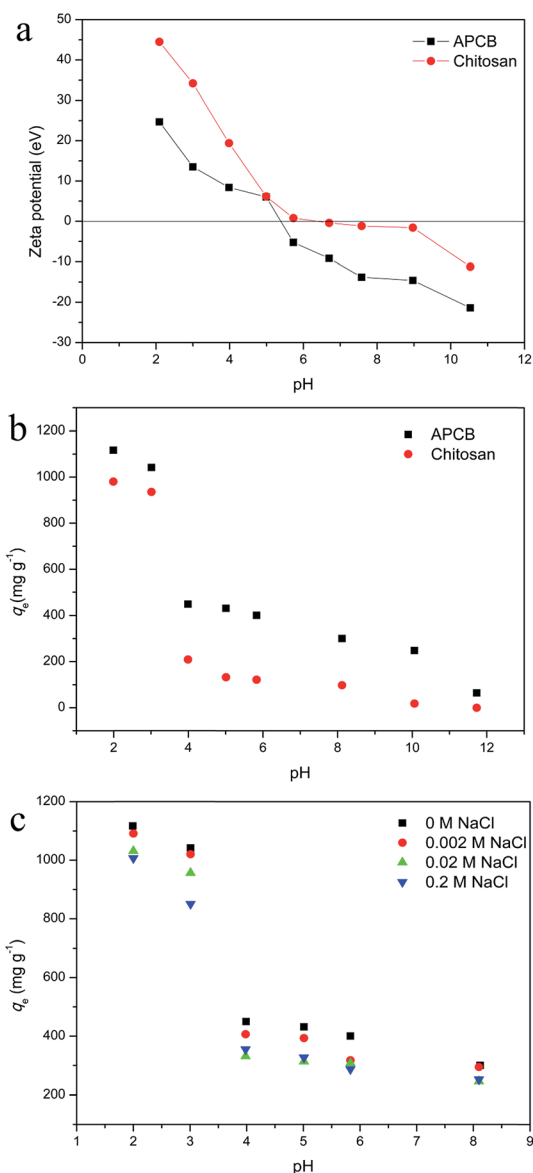 a
50
40
30
20
10
0
-10
-20
-30
Zeta potential (eV)
APCB
Chitosan
0 2 4 6 8 10 12
pH
b
1200
1000
800
600
400
200
0
qe(mg g-1)
APCB
Chitosan
2 4 6 8 10 12
pH
c
1200
1000
800
600
400
200
qe (mg g-1)
0 M NaCl
0.002 M NaCl
0.02 M NaCl
0.2 M NaCl
1 2 3 4 5 6 7 8 9
pH